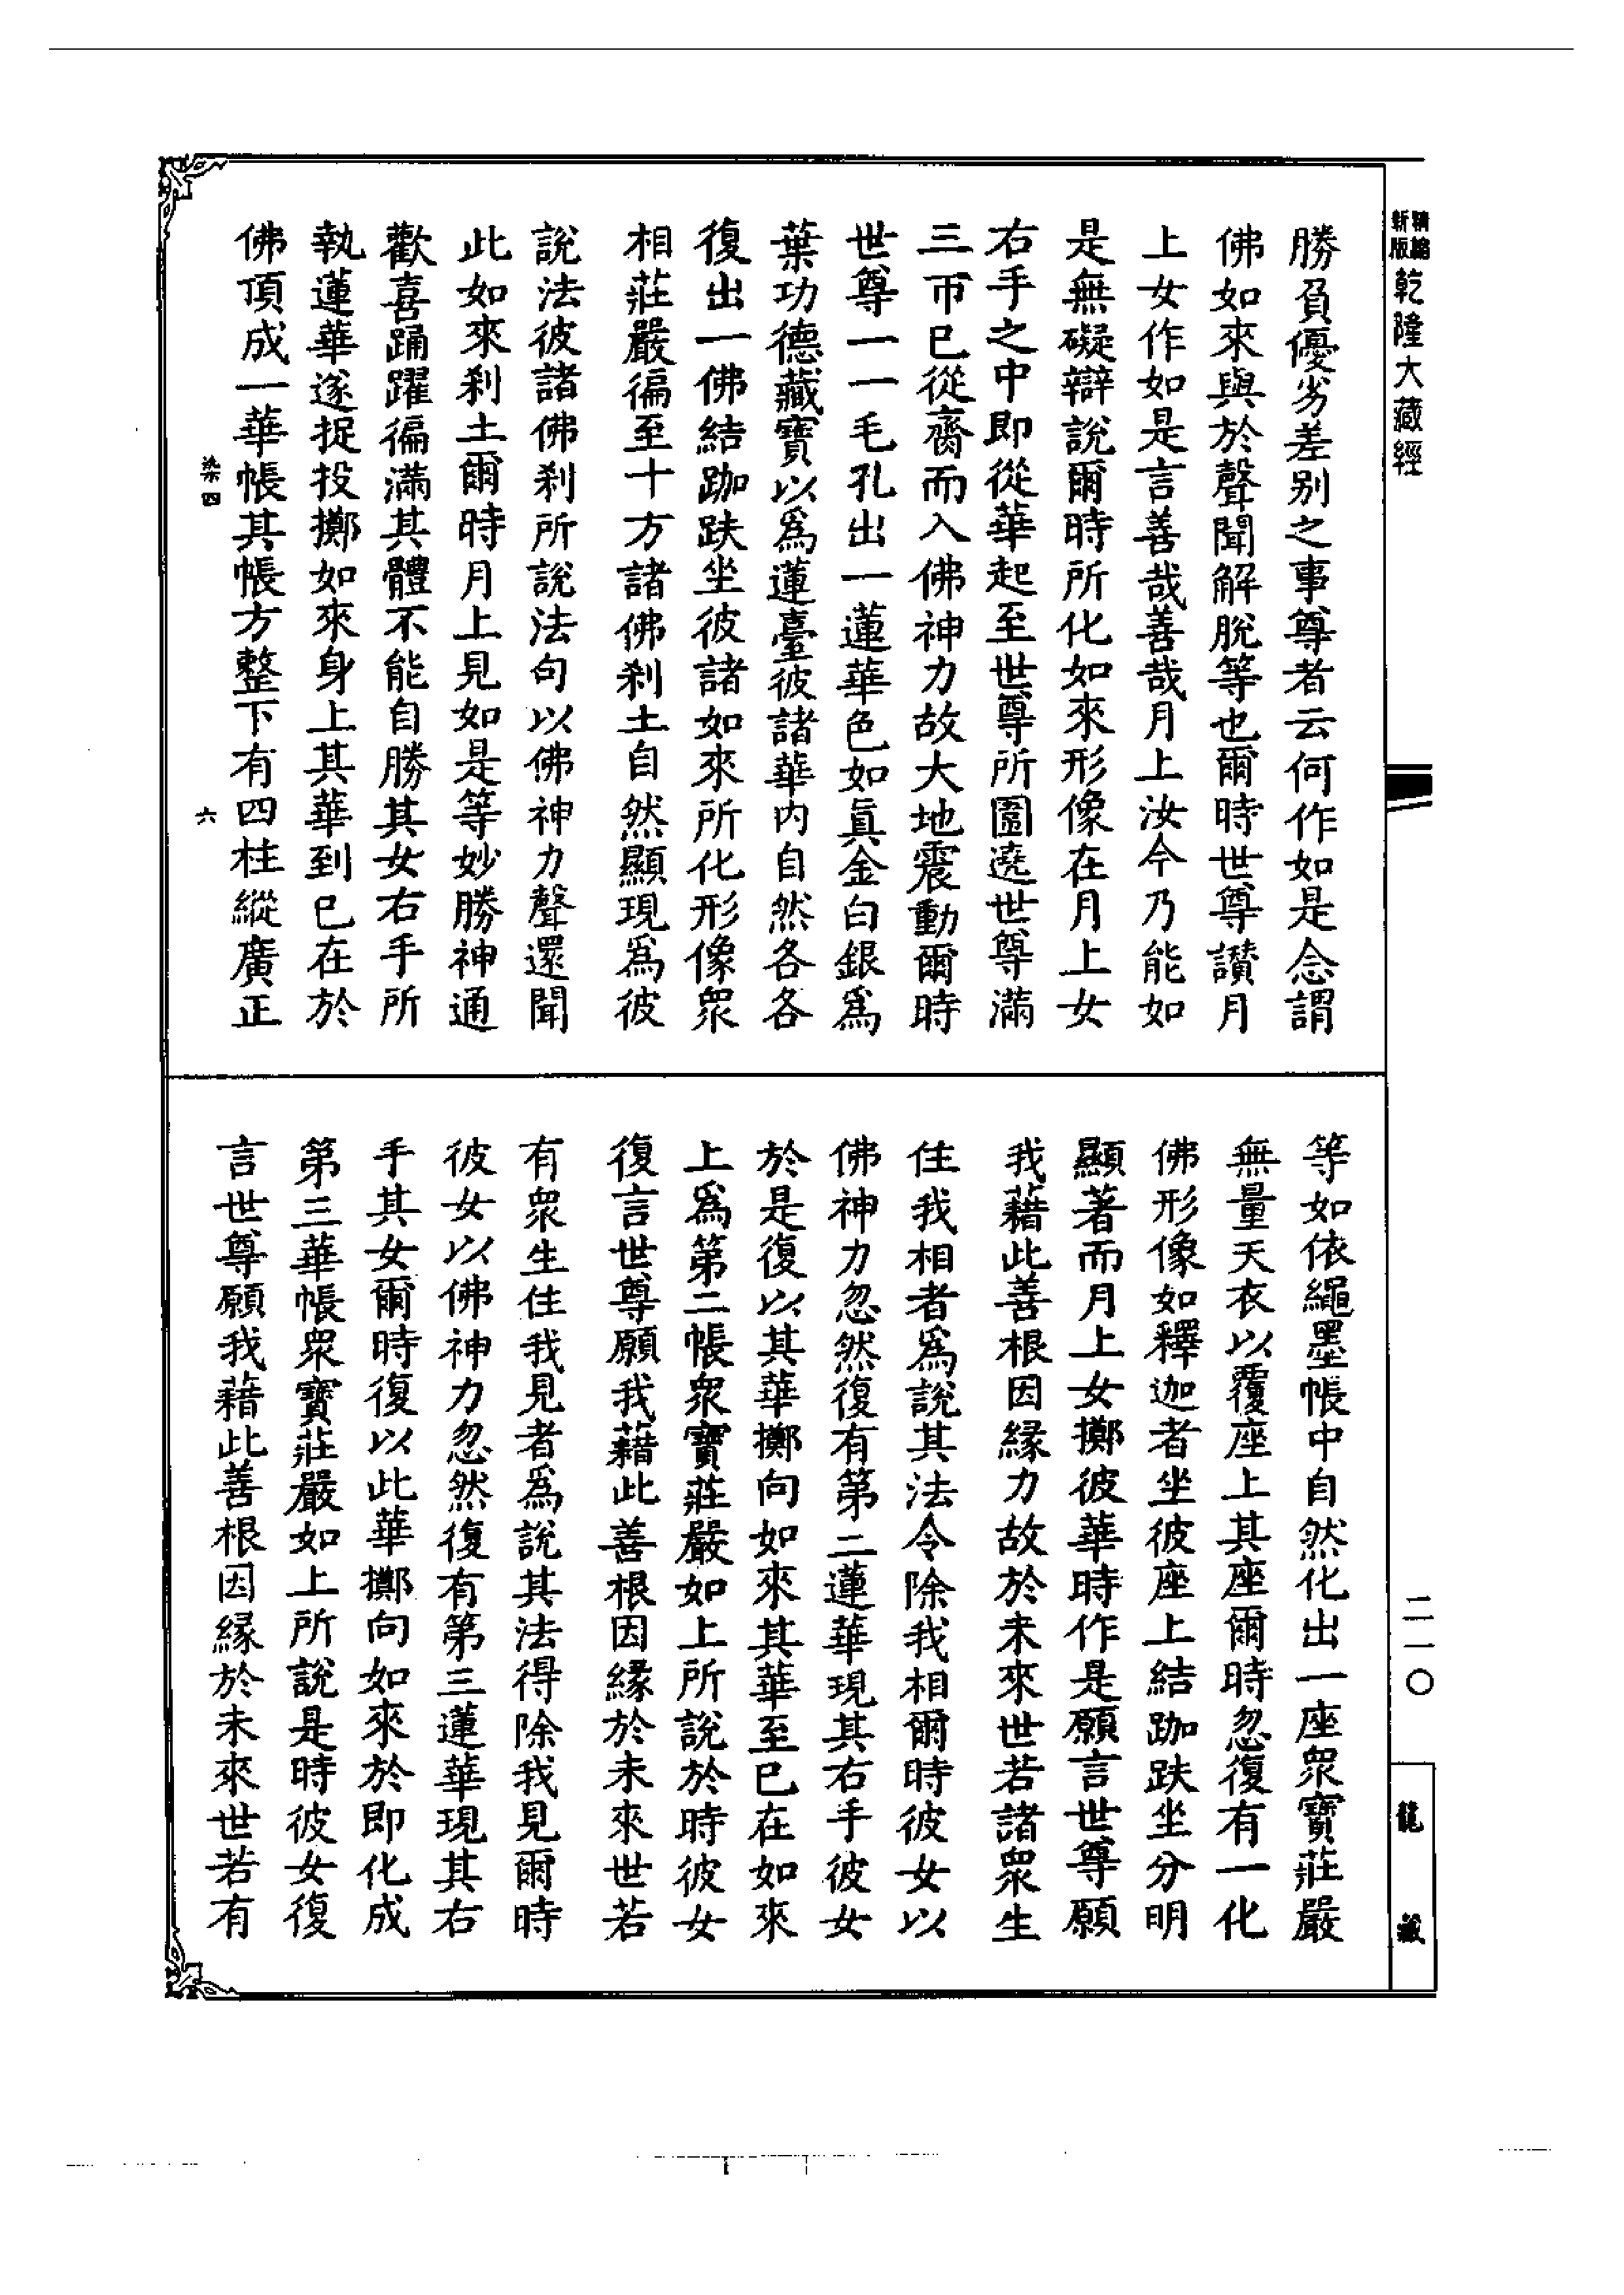 精縮新版乾隆大藏經
勝負優劣差別之事尊者云何作如是念謂
佛如來與於聲聞解脫等也爾時世尊讚月
上女作如是言善哉善哉月上汝今乃能如
是無礙辯說爾時所化如來形像在月上女
右手之中即從華起至世尊所圍遶世尊滿
三帀已從齋而入佛神力故大地震動爾時
世尊一一毛孔出一蓮華色如眞金白銀爲
葉功德藏寶以爲蓮臺彼諸華內自然各各
復出一佛結跏趺坐彼諸如來所化形像衆
相莊嚴徧至十方諸佛刹土自然顯現爲彼
說法彼諸佛刹所說法句以佛神力聲還聞
此如來刹土爾時月上見如是等妙勝神通
歡喜踊躍徧滿其體不能自勝其女右手所
執蓮華遂捉投擲如來身上其華到已在於
佛頂成一華帳其帳方整下有四柱縱廣正
染四 六
等如依繩墨帳中自然化出一座衆寶莊嚴
無量天衣以覆座上其座爾時忽復有一化
佛形像如釋迦者坐彼座上結跏趺坐分明
顯著而月上女擲彼華時作是願言世尊願
我藉此善根因緣力故於未來世若諸衆生
住我相者爲說其法令除我相爾時彼女以
佛神力忽然復有第二蓮華現其右手彼女
於是復以其華擲向如來其華至已在如來
上爲第二帳衆寶莊嚴如上所說於時彼女
復言世尊願我藉此善根因緣於未來世若
有衆生住我見者爲說其法得除我見爾時
彼女以佛神力忽然復有第三蓮華現其右
手其女爾時復以此華擲向如來於即化成
第三華帳衆寶莊嚴如上所說是時彼女復
言世尊願我藉此善根因緣於未來世若有
二一〇
龍藏